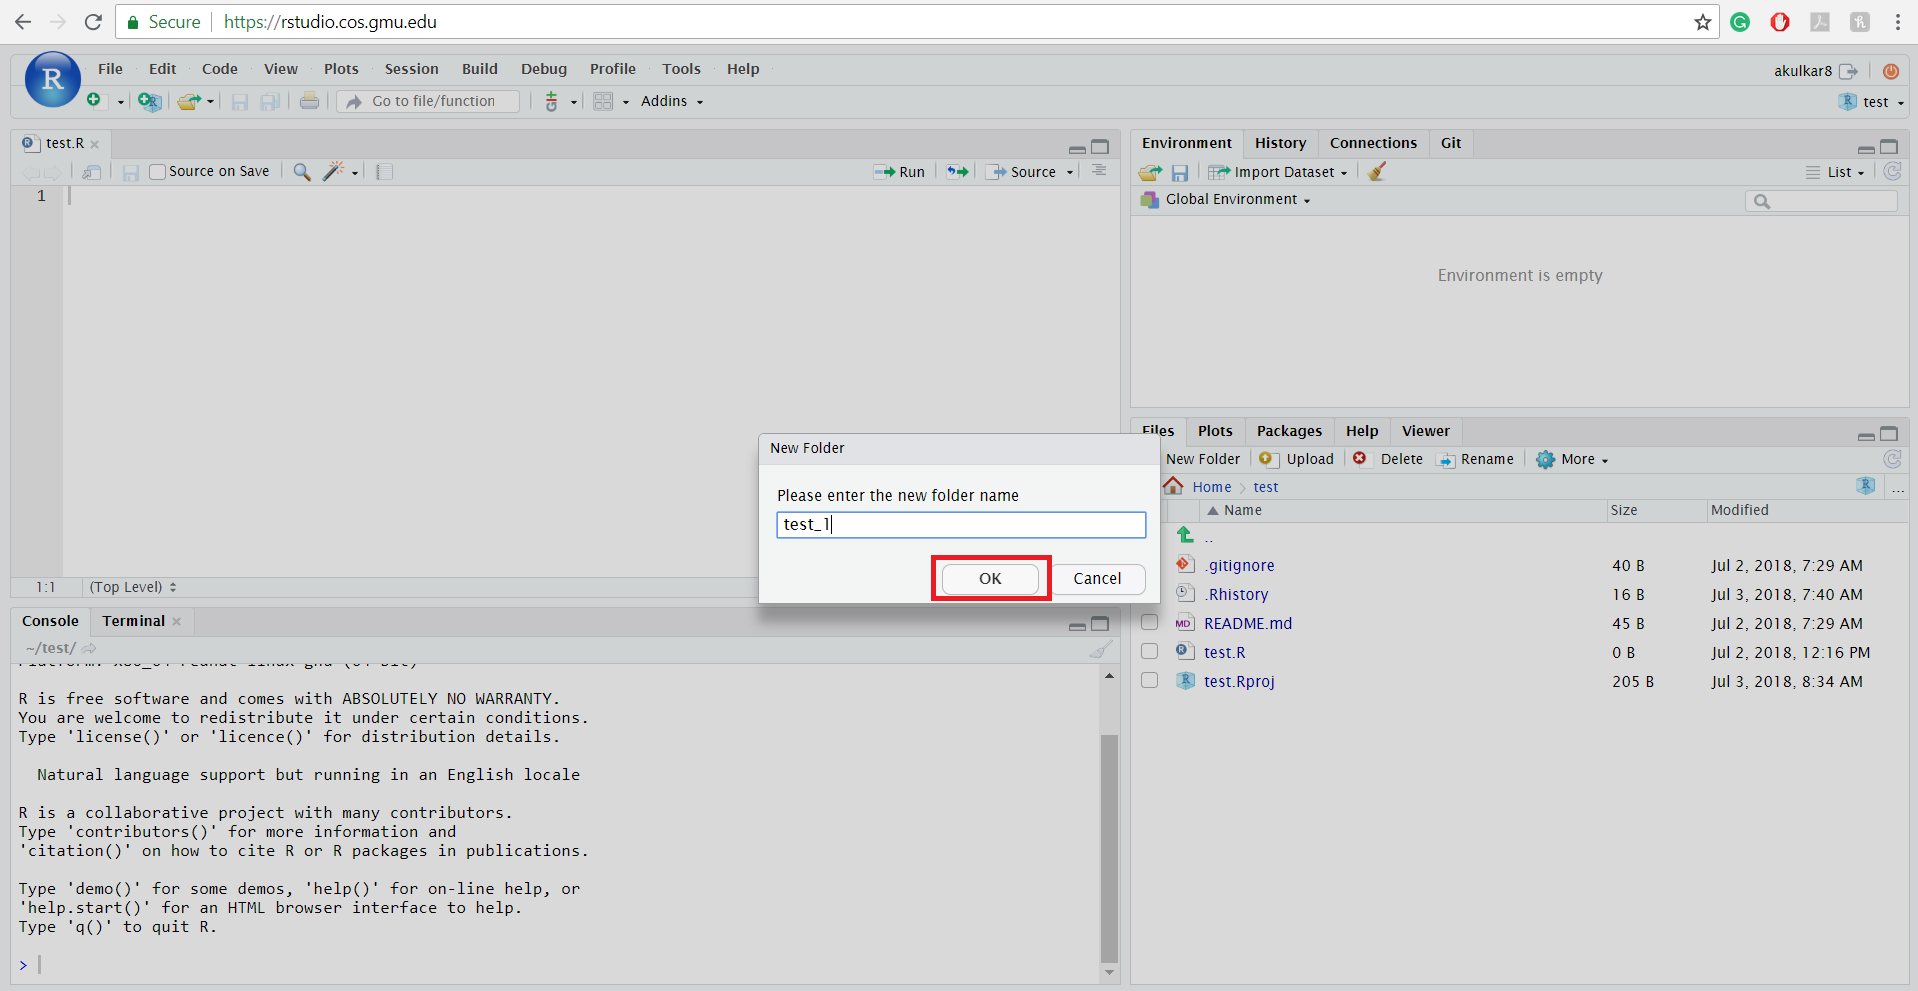 Secure https://rstudio.cos.gmu.edu
R File Edit Code View Plots Session Build Debug Profile Tools Help
akulkar8
Go to file/function Addins
test
test.R
Source on Save Run Source
1
1:1 (Top Level)
Console Terminal
~/test/
R is free software and comes with ABSOLUTELY NO WARRANTY.
You are welcome to redistribute it under certain conditions.
Type 'license()' or 'licence()' for distribution details.
Natural language support but running in an English locale
R is a collaborative project with many contributors.
Type 'contributors()' for more information and
'citation()' on how to cite R or R packages in publications.
Type 'demo()' for some demos, 'help()' for on-line help, or
'help.start()' for an HTML browser interface to help.
Type 'q()' to quit R.
>
Environment History Connections Git
Import Dataset List
Global Environment
Environment is empty
Files Plots Packages Help Viewer
New Folder Upload Delete Rename More
Home test ...
Name Size Modified
..
.gitignore 40 B Jul 2, 2018, 7:29 AM
.Rhistory 16 B Jul 3, 2018, 7:40 AM
README.md 45 B Jul 2, 2018, 7:29 AM
test.R 0 B Jul 2, 2018, 12:16 PM
test.Rproj 205 B Jul 3, 2018, 8:34 AM
New Folder
Please enter the new folder name
test_1
OK Cancel